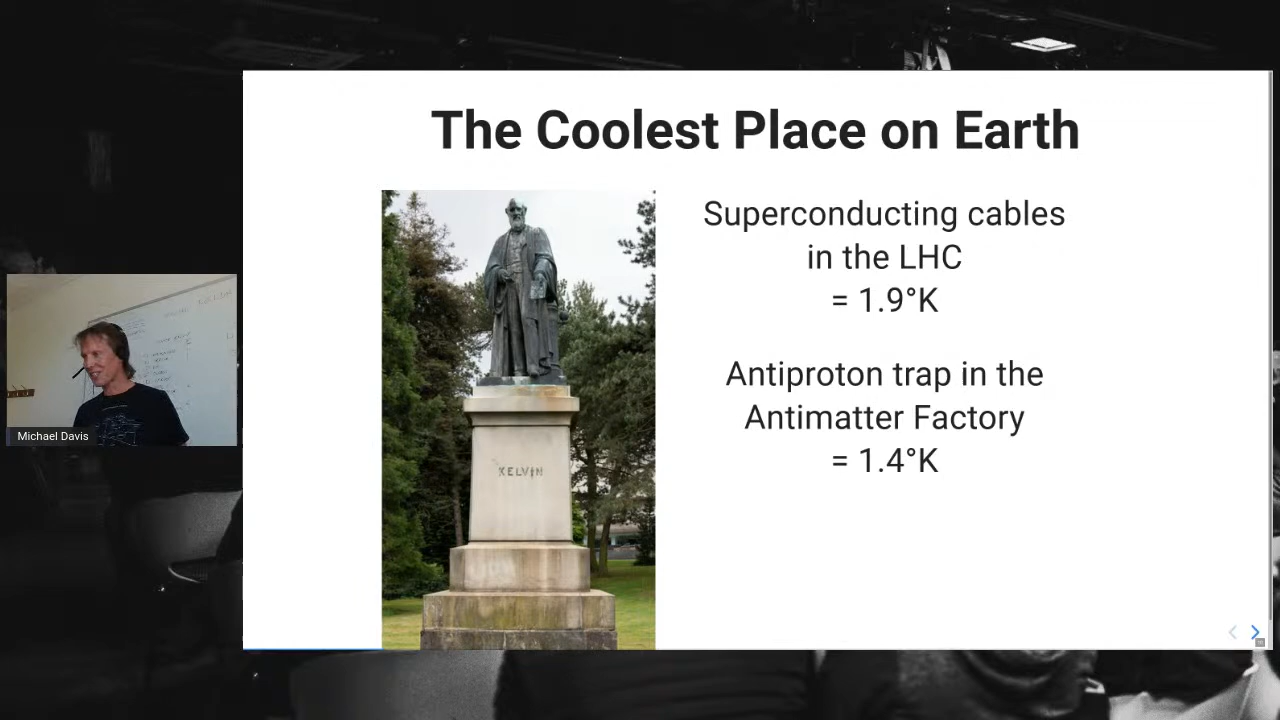 The Coolest Place on Earth
Superconducting cables
in the LHC
= 1.9°K
Antiproton trap in the
Antimatter Factory
= 1.4°K
KELVIN
Michael Davis